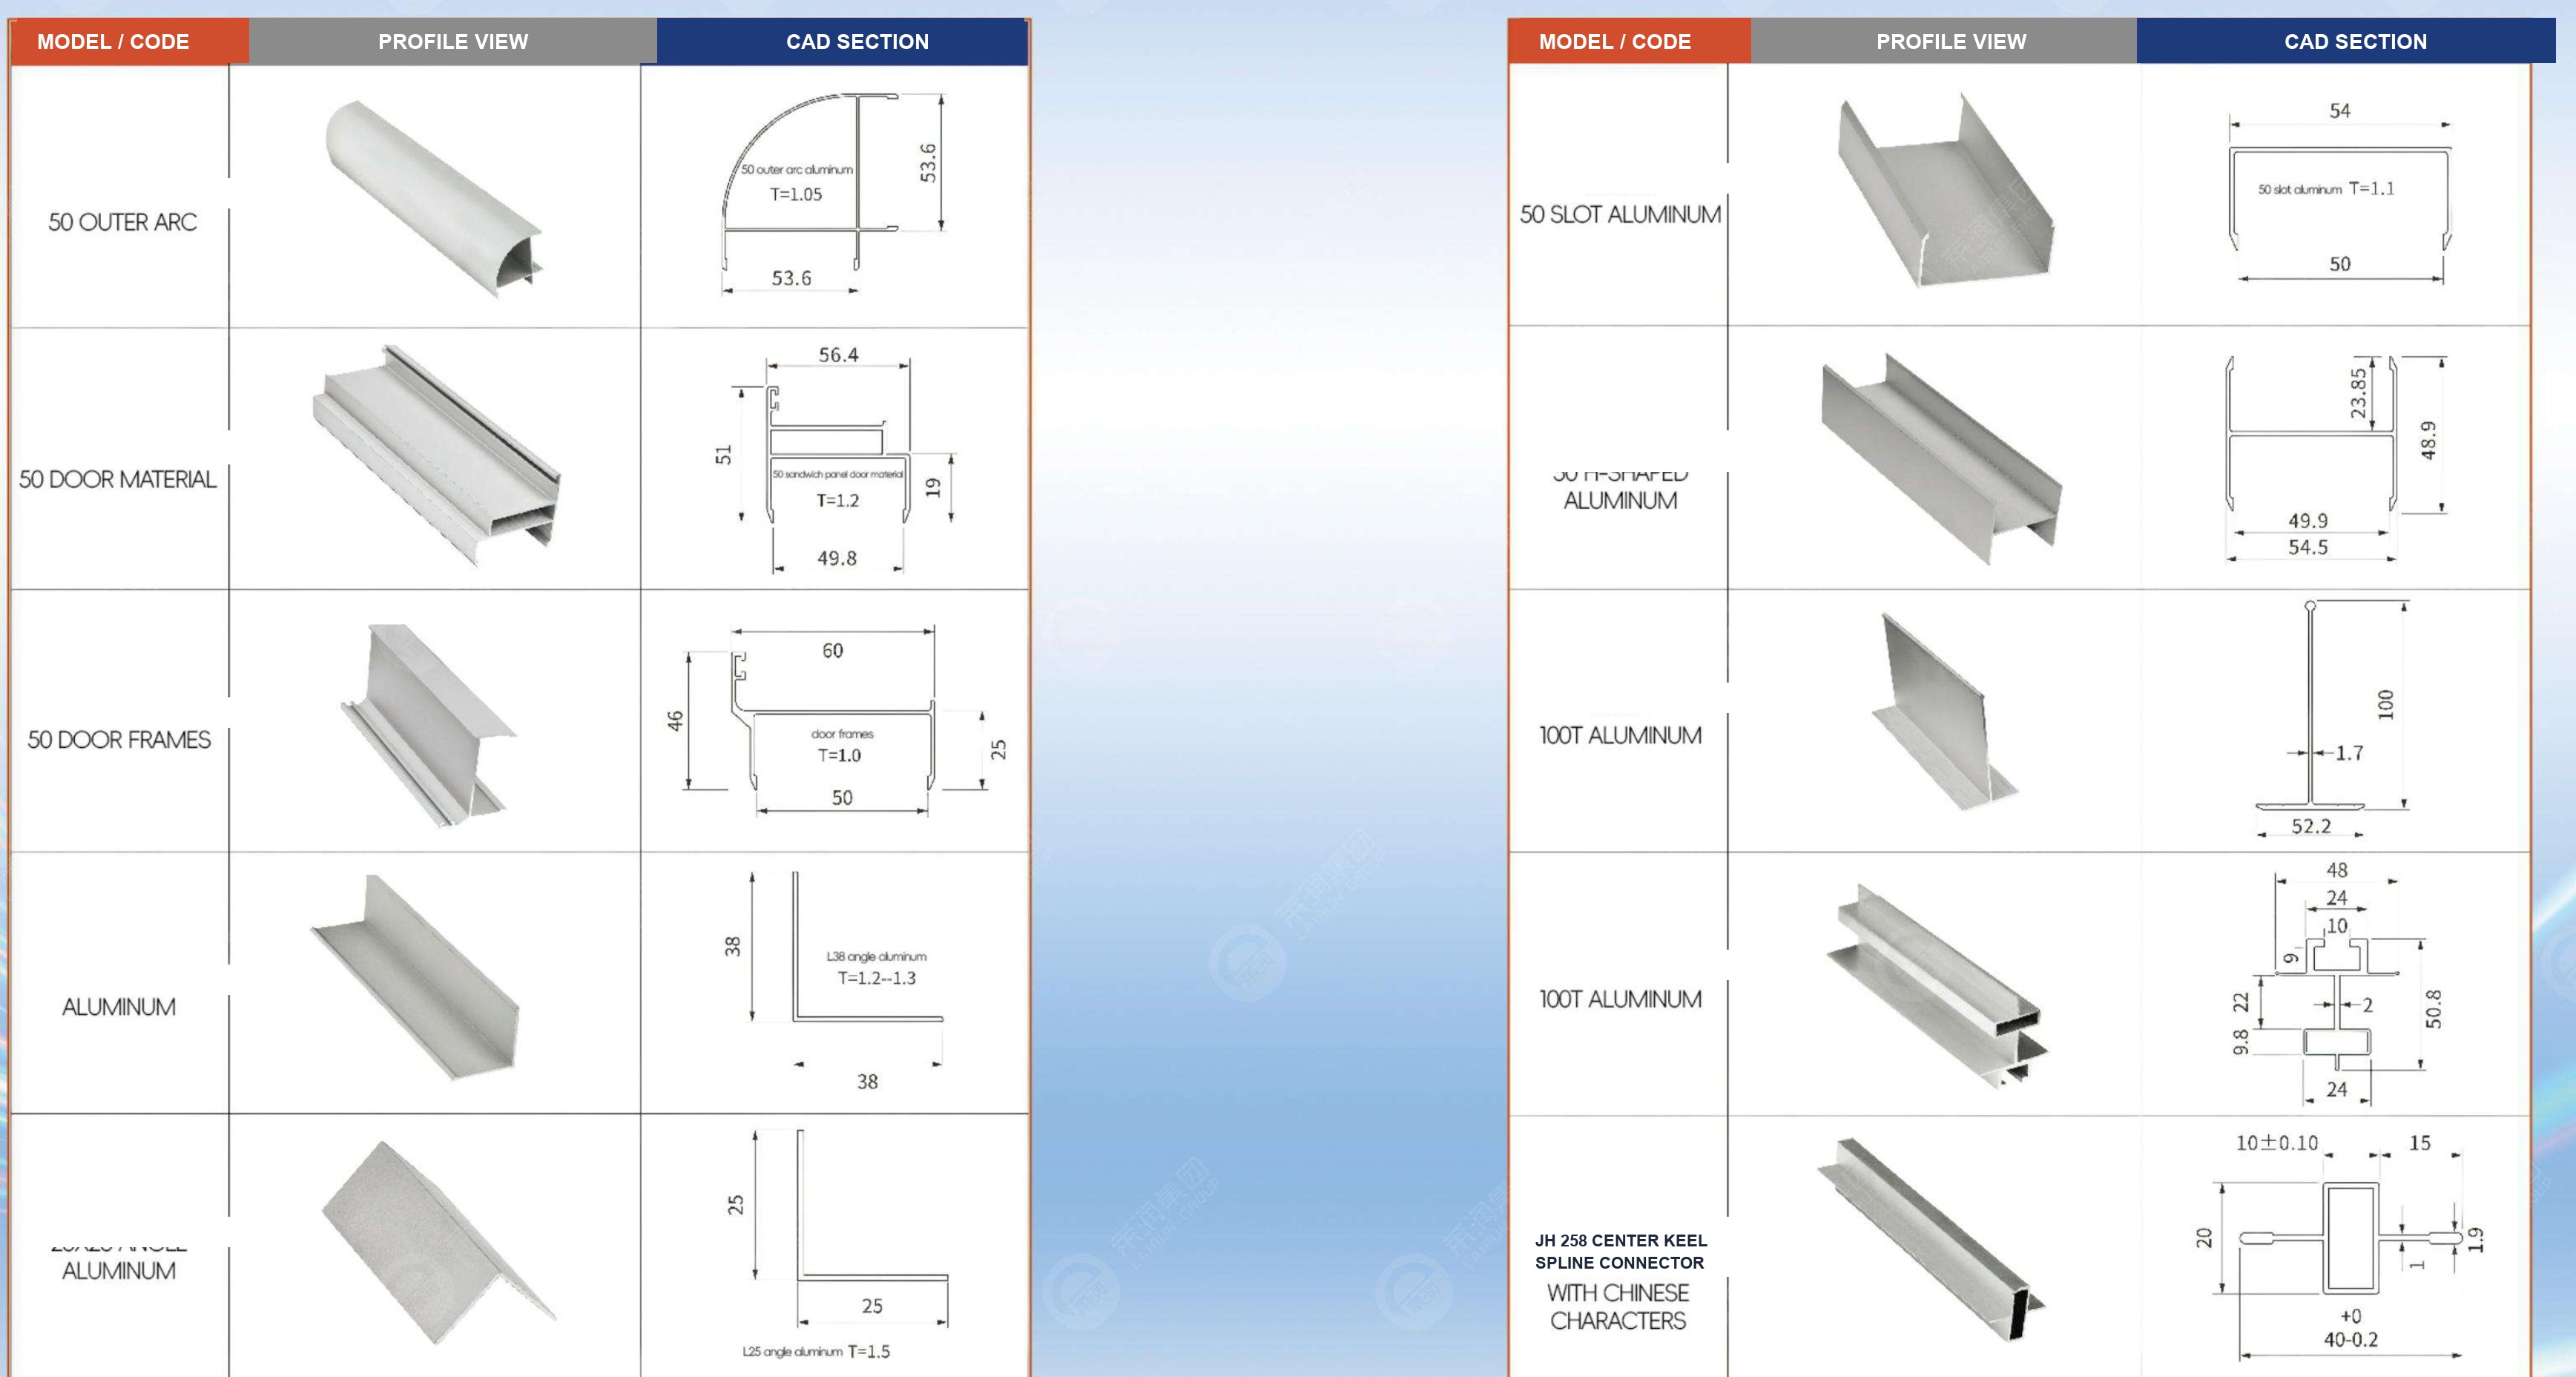 MODEL / CODE
PROFILE VIEW
CAD SECTION
50 OUTER ARC
50 outer arc aluminum
T=1.05
53.6
53.6
50 DOOR MATERIAL
56.4
51
50 sandwich panel door material
T=1.2
19
49.8
50 DOOR FRAMES
60
46
door frames
T=1.0
25
50
ALUMINUM
38
L38 angle aluminum
T=1.2--1.3
38
ALUMINUM
25
25
L25 angle aluminum T=1.5
MODEL / CODE
PROFILE VIEW
CAD SECTION
50 SLOT ALUMINUM
54
50 slot aluminum T=1.1
50
50 H-SHAPED
ALUMINUM
23.85
48.9
49.9
54.5
100T ALUMINUM
100
1.7
52.2
100T ALUMINUM
48
24
10
9
22
2
50.8
9.8
24
JH 258 CENTER KEEL
SPLINE CONNECTOR
WITH CHINESE
CHARACTERS
10±0.10
15
20
1
1.9
+0
40-0.2